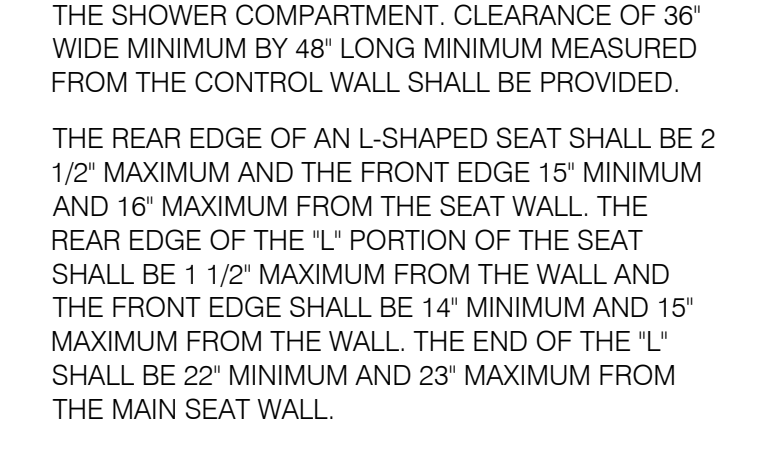 THE SHOWER COMPARTMENT. CLEARANCE OF 36"
WIDE MINIMUM BY 48" LONG MINIMUM MEASURED
FROM THE CONTROL WALL SHALL BE PROVIDED.
THE REAR EDGE OF AN L-SHAPED SEAT SHALL BE 2
1/2" MAXIMUM AND THE FRONT EDGE 15" MINIMUM
AND 16" MAXIMUM FROM THE SEAT WALL. THE
REAR EDGE OF THE "L" PORTION OF THE SEAT
SHALL BE 1 1/2" MAXIMUM FROM THE WALL AND
THE FRONT EDGE SHALL BE 14" MINIMUM AND 15"
MAXIMUM FROM THE WALL. THE END OF THE "L"
SHALL BE 22" MINIMUM AND 23" MAXIMUM FROM
THE MAIN SEAT WALL.